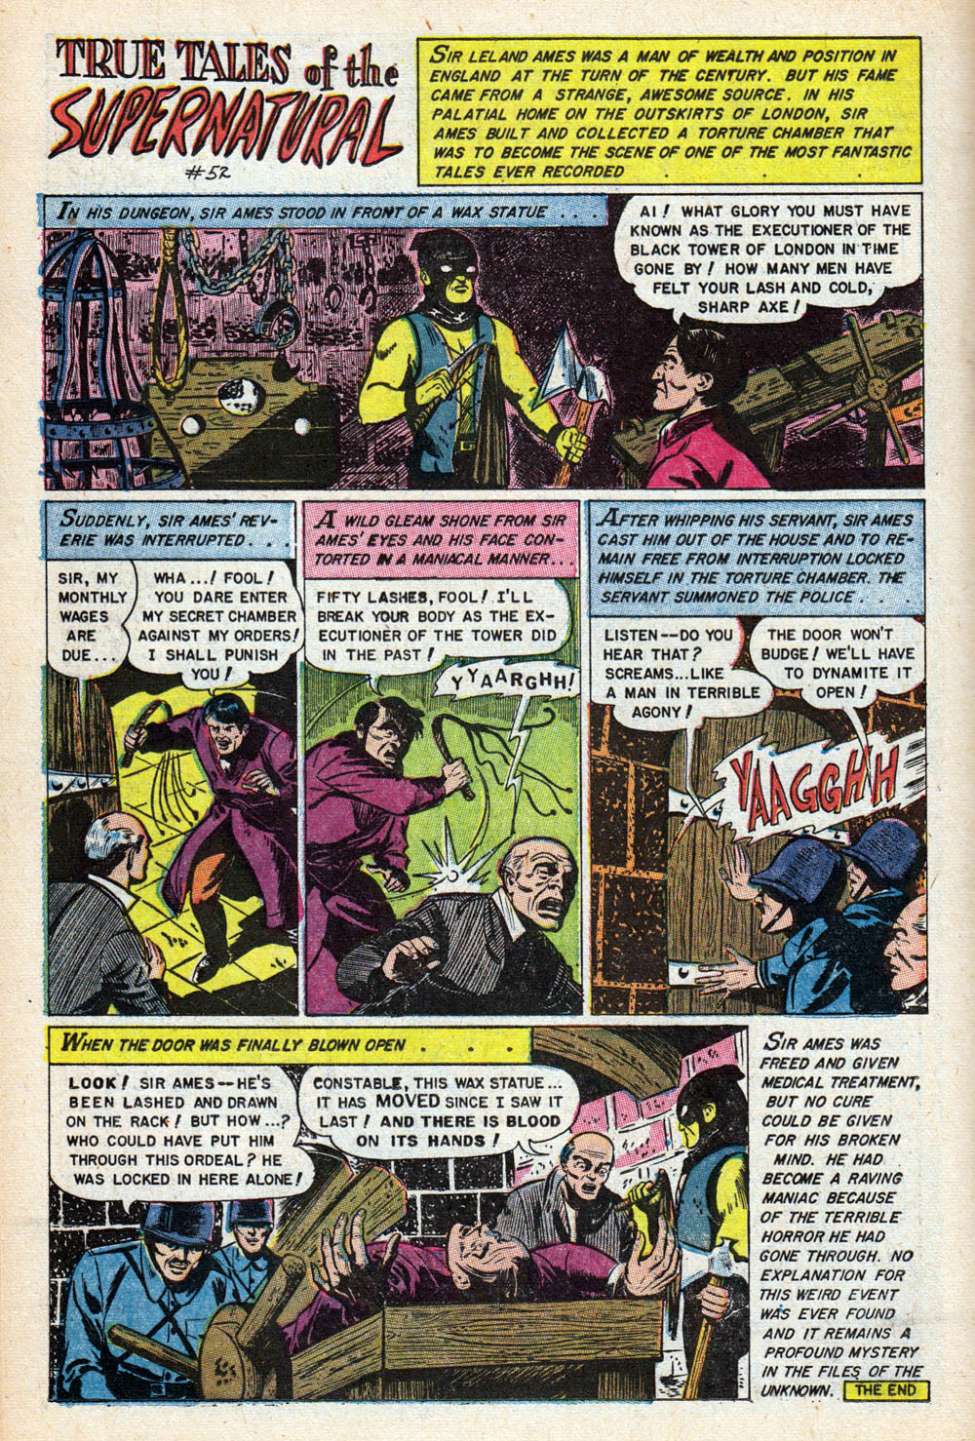 TRUE TALES of the
SUPERNATURAL
#52
SIR LELAND AMES WAS A MAN OF WEALTH AND POSITION IN
ENGLAND AT THE TURN OF THE CENTURY. BUT HIS FAME
CAME FROM A STRANGE, AWESOME SOURCE. IN HIS
PALATIAL HOME ON THE OUTSKIRTS OF LONDON, SIR
AMES BUILT AND COLLECTED A TORTURE CHAMBER THAT
WAS TO BECOME THE SCENE OF ONE OF THE MOST FANTASTIC
TALES EVER RECORDED . . .
IN HIS DUNGEON, SIR AMES STOOD IN FRONT OF A WAX STATUE . . .
AI! WHAT GLORY YOU MUST HAVE
KNOWN AS THE EXECUTIONER OF THE
BLACK TOWER OF LONDON IN TIME
GONE BY! HOW MANY MEN HAVE
FELT YOUR LASH AND COLD,
SHARP AXE!
SUDDENLY, SIR AMES' REV-
ERIE WAS INTERRUPTED . . .
SIR, MY
MONTHLY
WAGES
ARE
DUE...
WHA...! FOOL!
YOU DARE ENTER
MY SECRET CHAMBER
AGAINST MY ORDERS!
I SHALL PUNISH
YOU!
A WILD GLEAM SHONE FROM SIR
AMES' EYES AND HIS FACE CON-
TORTED IN A MANIACAL MANNER...
FIFTY LASHES, FOOL! I'LL
BREAK YOUR BODY AS THE EX-
ECUTIONER OF THE TOWER DID
IN THE PAST!
YYAARGHH!
AFTER WHIPPING HIS SERVANT, SIR AMES
CAST HIM OUT OF THE HOUSE AND TO RE-
MAIN FREE FROM INTERRUPTION LOCKED
HIMSELF IN THE TORTURE CHAMBER. THE
SERVANT SUMMONED THE POLICE . . .
LISTEN--DO YOU
HEAR THAT?
SCREAMS...LIKE
A MAN IN TERRIBLE
AGONY!
THE DOOR WON'T
BUDGE! WE'LL HAVE
TO DYNAMITE IT
OPEN!
YAAGGHH
WHEN THE DOOR WAS FINALLY BLOWN OPEN . . .
LOOK! SIR AMES--HE'S
BEEN LASHED AND DRAWN
ON THE RACK! BUT HOW...?
WHO COULD HAVE PUT HIM
THROUGH THIS ORDEAL? HE
WAS LOCKED IN HERE ALONE!
CONSTABLE, THIS WAX STATUE...
IT HAS MOVED SINCE I SAW IT
LAST! AND THERE IS BLOOD
ON ITS HANDS!
SIR AMES WAS
FREED AND GIVEN
MEDICAL TREATMENT,
BUT NO CURE
COULD BE GIVEN
FOR HIS BROKEN
MIND. HE HAD
BECOME A RAVING
MANIAC BECAUSE
OF THE TERRIBLE
HORROR HE HAD
GONE THROUGH. NO
EXPLANATION FOR
THIS WEIRD EVENT
WAS EVER FOUND
AND IT REMAINS A
PROFOUND MYSTERY
IN THE FILES OF THE
UNKNOWN. THE END